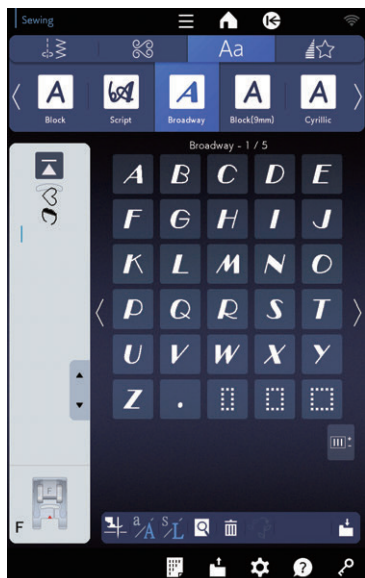 Sewing
Aa
A A A A A
Block Script Broadway Block(9mm) Cyrillic
Broadway - 1 / 5
A B C D E
F G H I J
K L M N O
P Q R S T
U V W X Y
Z .
F a/A S/L ?